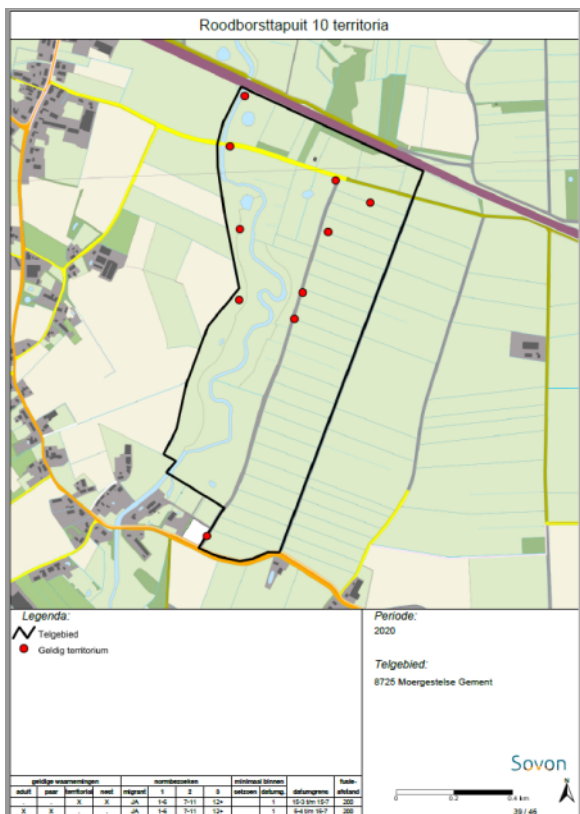 Roodborsttapuit 10 territoria
Legenda:
Telgebied
Geldig territorium
Periode:
2020
Telgebied:
8725 Moergestelse Gement
Sovon
0 0.2 0.4 km
N
39 / 46
geldige waarnemingen normbezoeken minimaal binnen fusie-
adult paar territoriaal nest migrant 1 2 3 seizoen datumg. datumgrens afstand
. . X X JA 1-6 7-11 12+ 1 15-3 t/m 15-7 200
X X . . JA 1-6 7-11 12+ 1 t/m 15-7 200